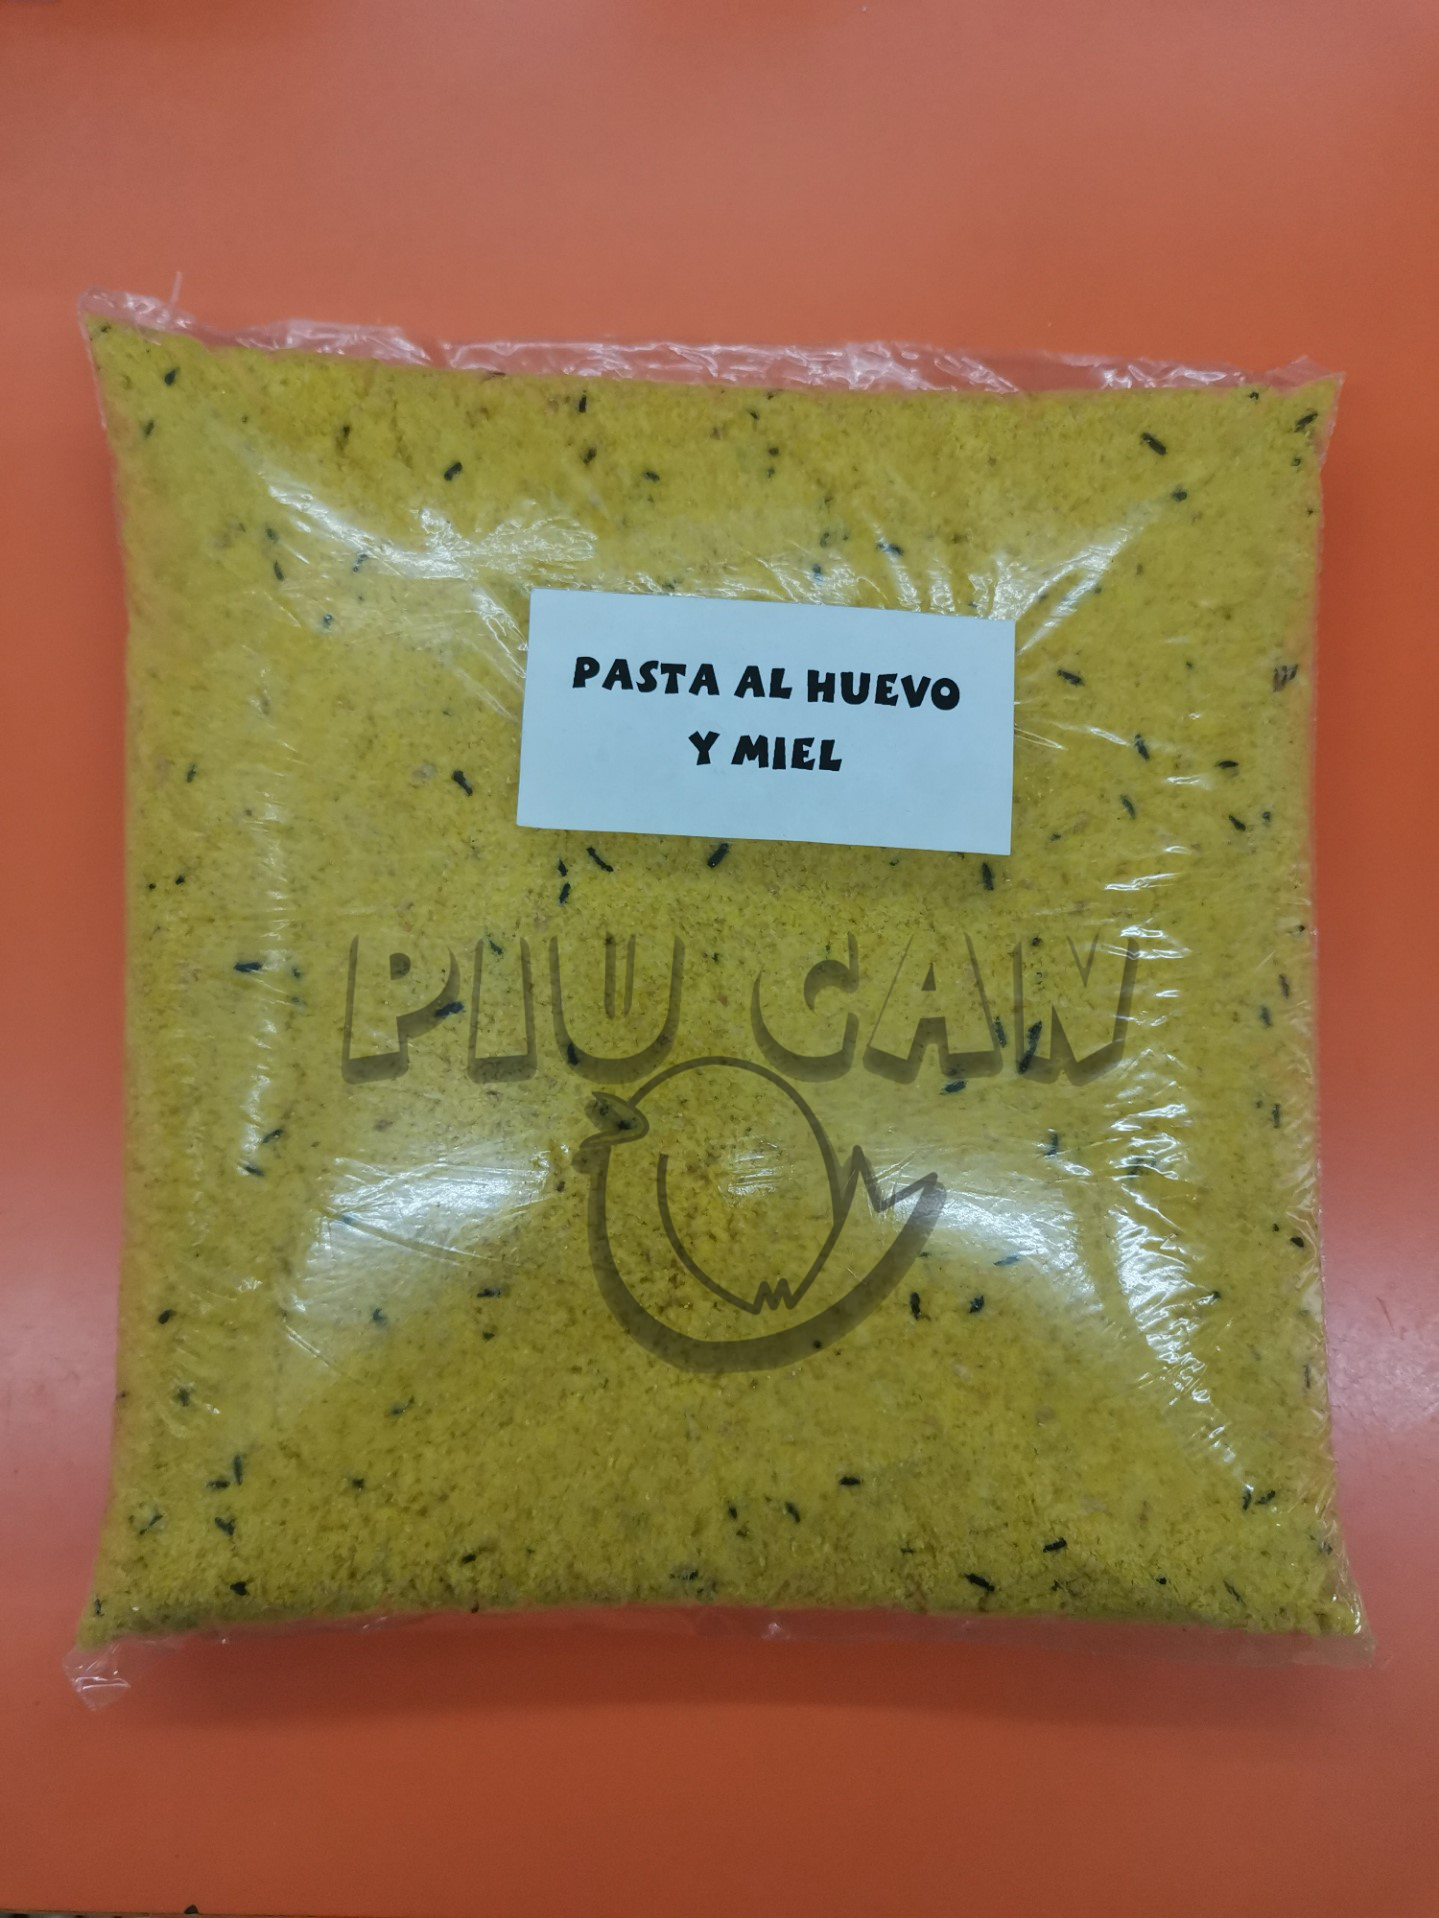 PASTA AL HUEVO
Y MIEL
PIU CAN